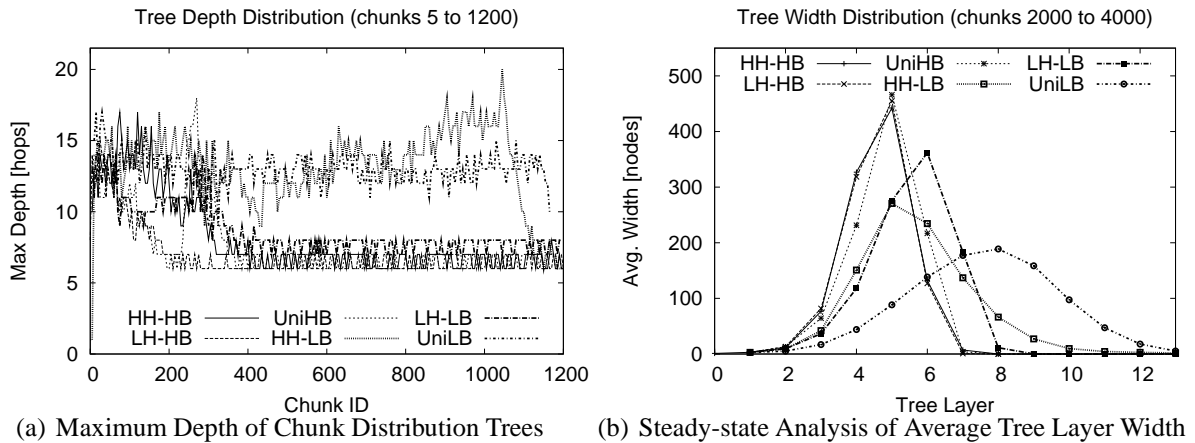 Tree Depth Distribution (chunks 5 to 1200)
20
15
10
5
0
Max Depth [hops]
HH-HB UniHB LH-LB
LH-HB HH-LB UniLB
0 200 400 600 800 1000 1200
Chunk ID
(a) Maximum Depth of Chunk Distribution Trees
Tree Width Distribution (chunks 2000 to 4000)
500
400
300
200
100
0
Avg. Width [nodes]
HH-HB UniHB LH-LB
LH-HB HH-LB UniLB
0 2 4 6 8 10 12
Tree Layer
(b) Steady-state Analysis of Average Tree Layer Width